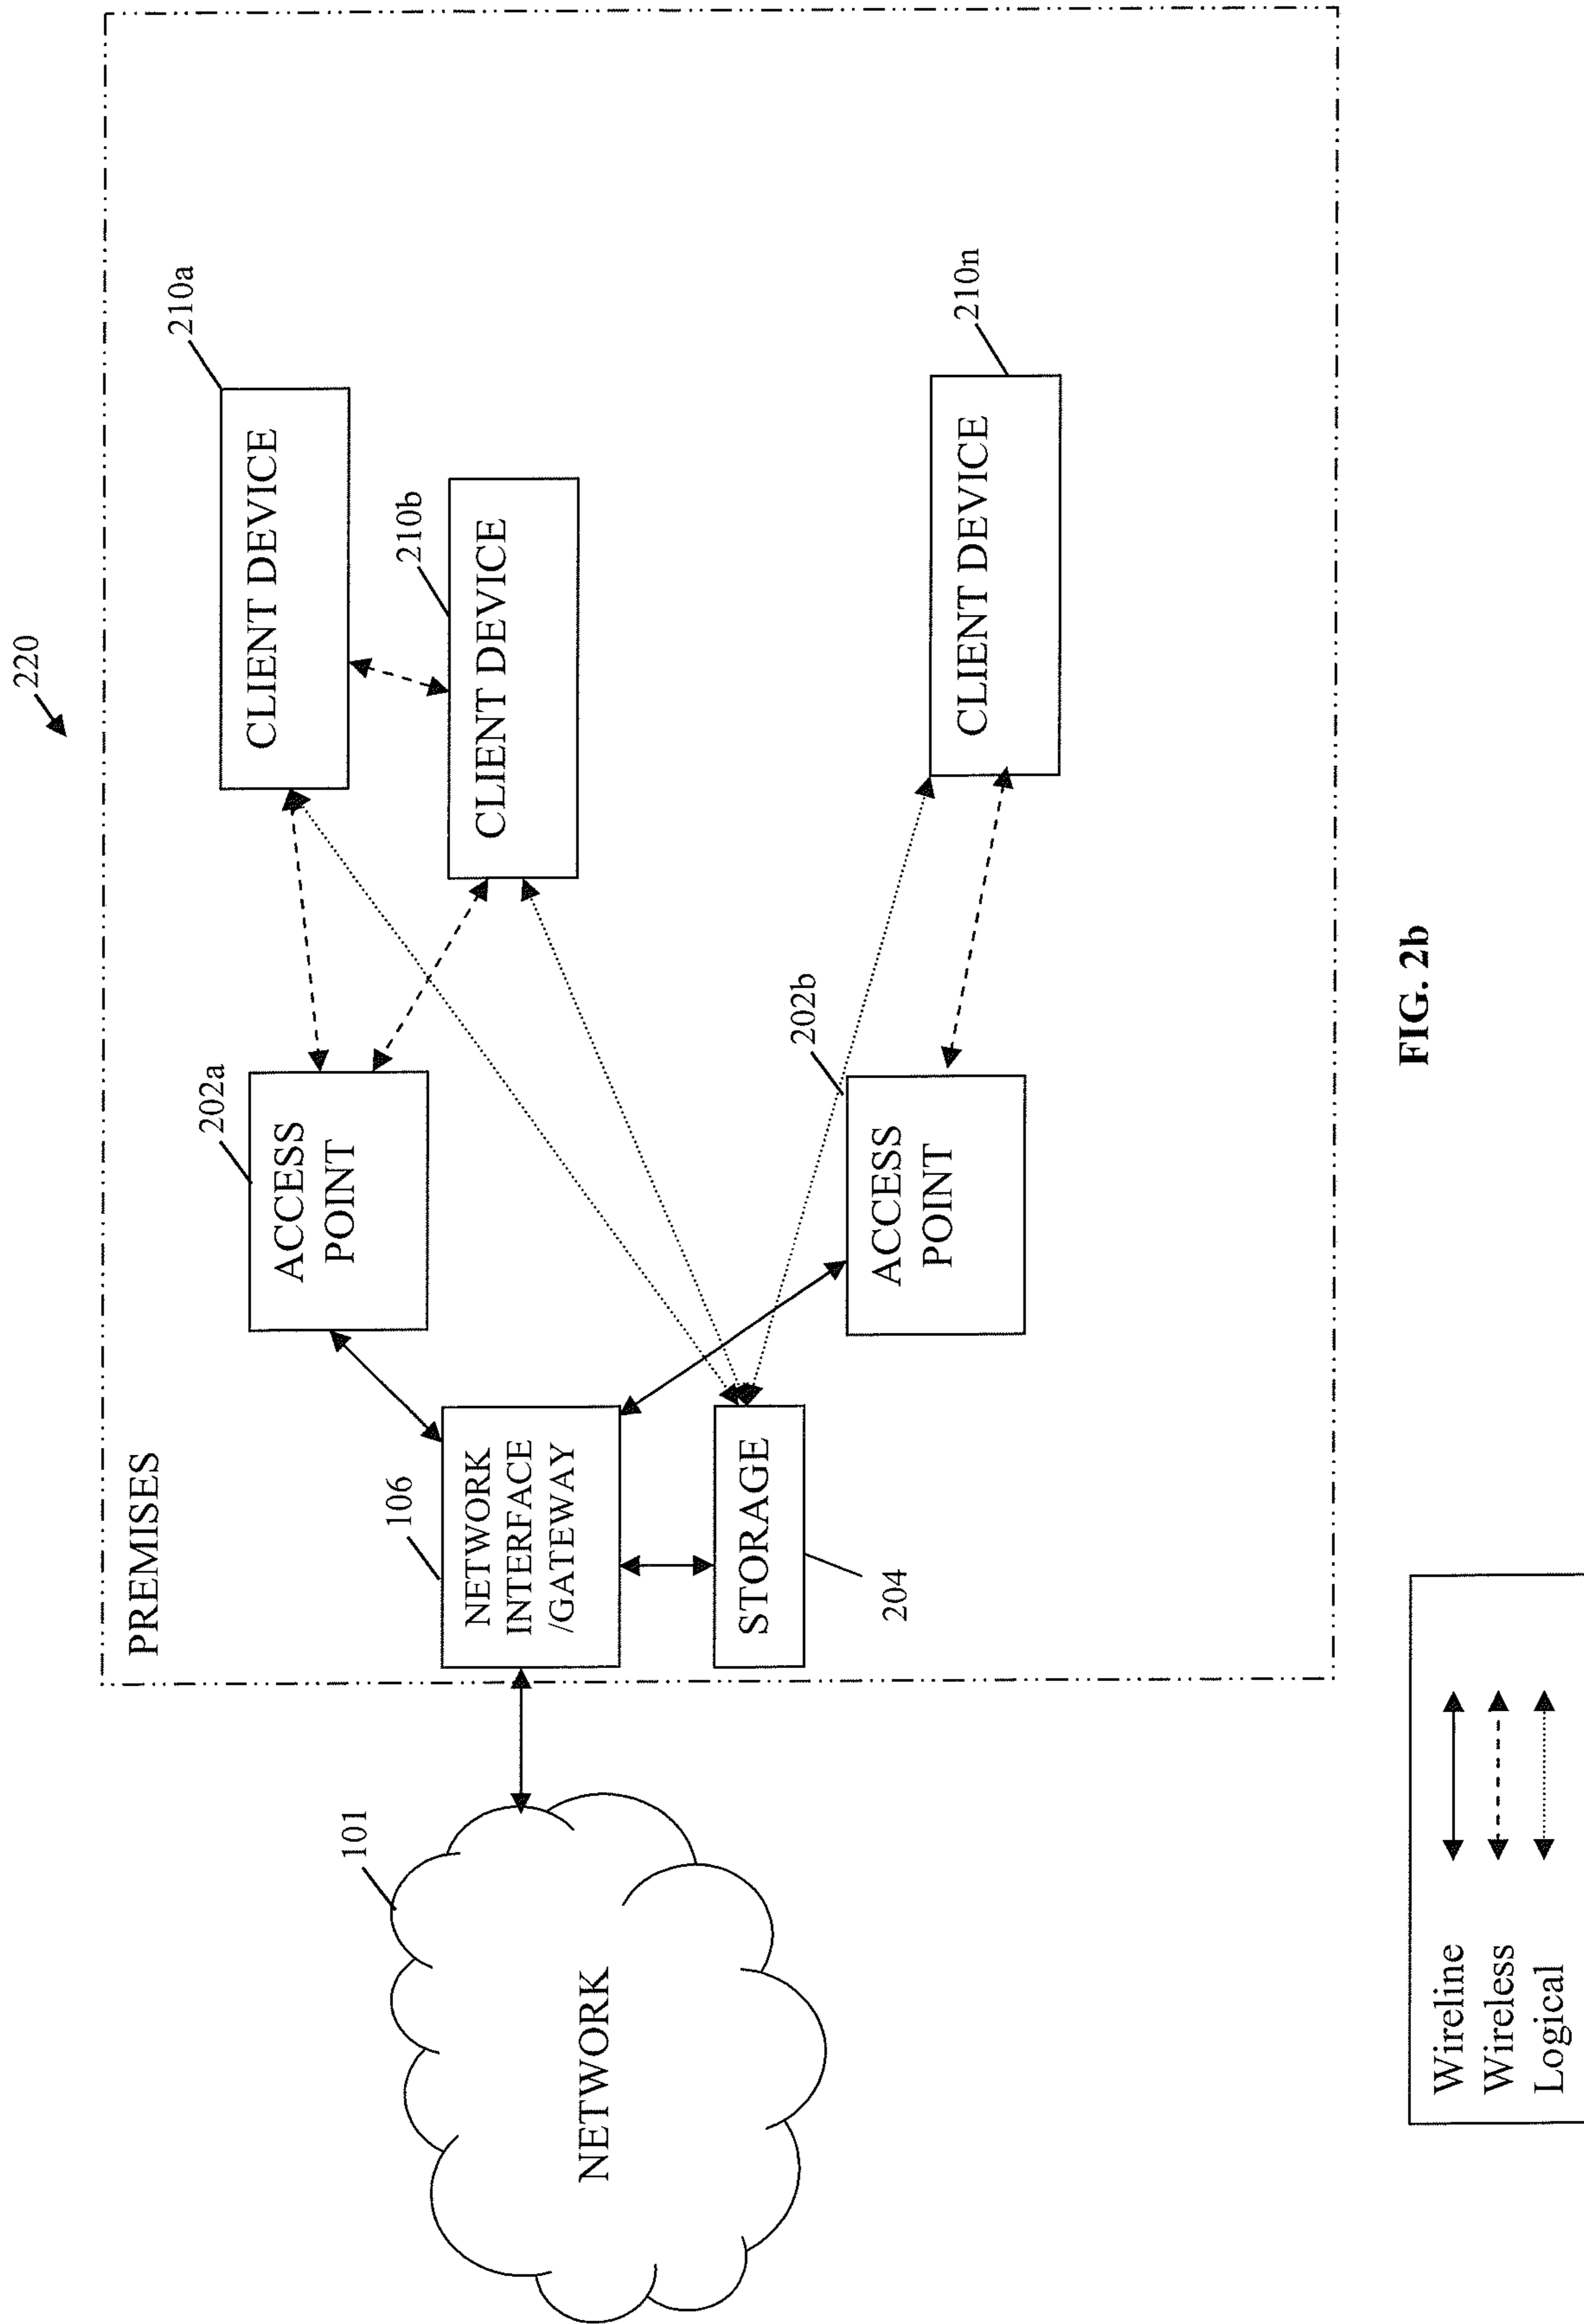 220
PREMISES
101
NETWORK
106
NETWORK
INTERFACE
/GATEWAY
STORAGE
204
202a
ACCESS
POINT
202b
ACCESS
POINT
210a
CLIENT DEVICE
210b
CLIENT DEVICE
210n
CLIENT DEVICE
Wireline
Wireless
Logical
FIG. 2b